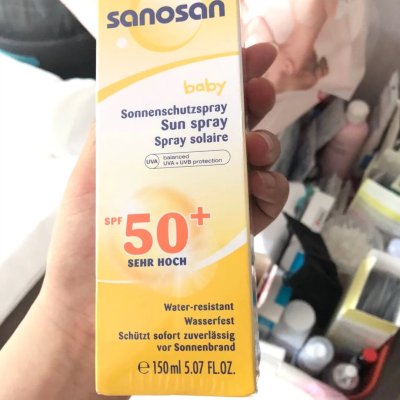 sanosan
baby
Sonnenschutzspray
Sun spray
Spray solaire
UVA balanced
UVA + UVB protection
SPF 50+
SEHR HOCH
Water-resistant
Wasserfest
Schützt sofort zuverlässig
vor Sonnenbrand
e 150 ml 5.07 FL.OZ.